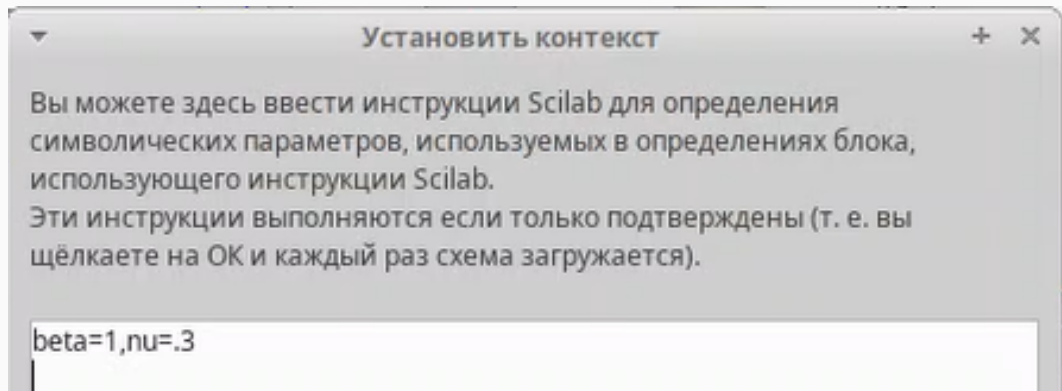 Установить контекст
Вы можете здесь ввести инструкции Scilab для определения
символических параметров, используемых в определениях блока,
использующего инструкции Scilab.
Эти инструкции выполняются если только подтверждены (т. е. вы
щёлкаете на ОК и каждый раз схема загружается).
beta=1,nu=.3